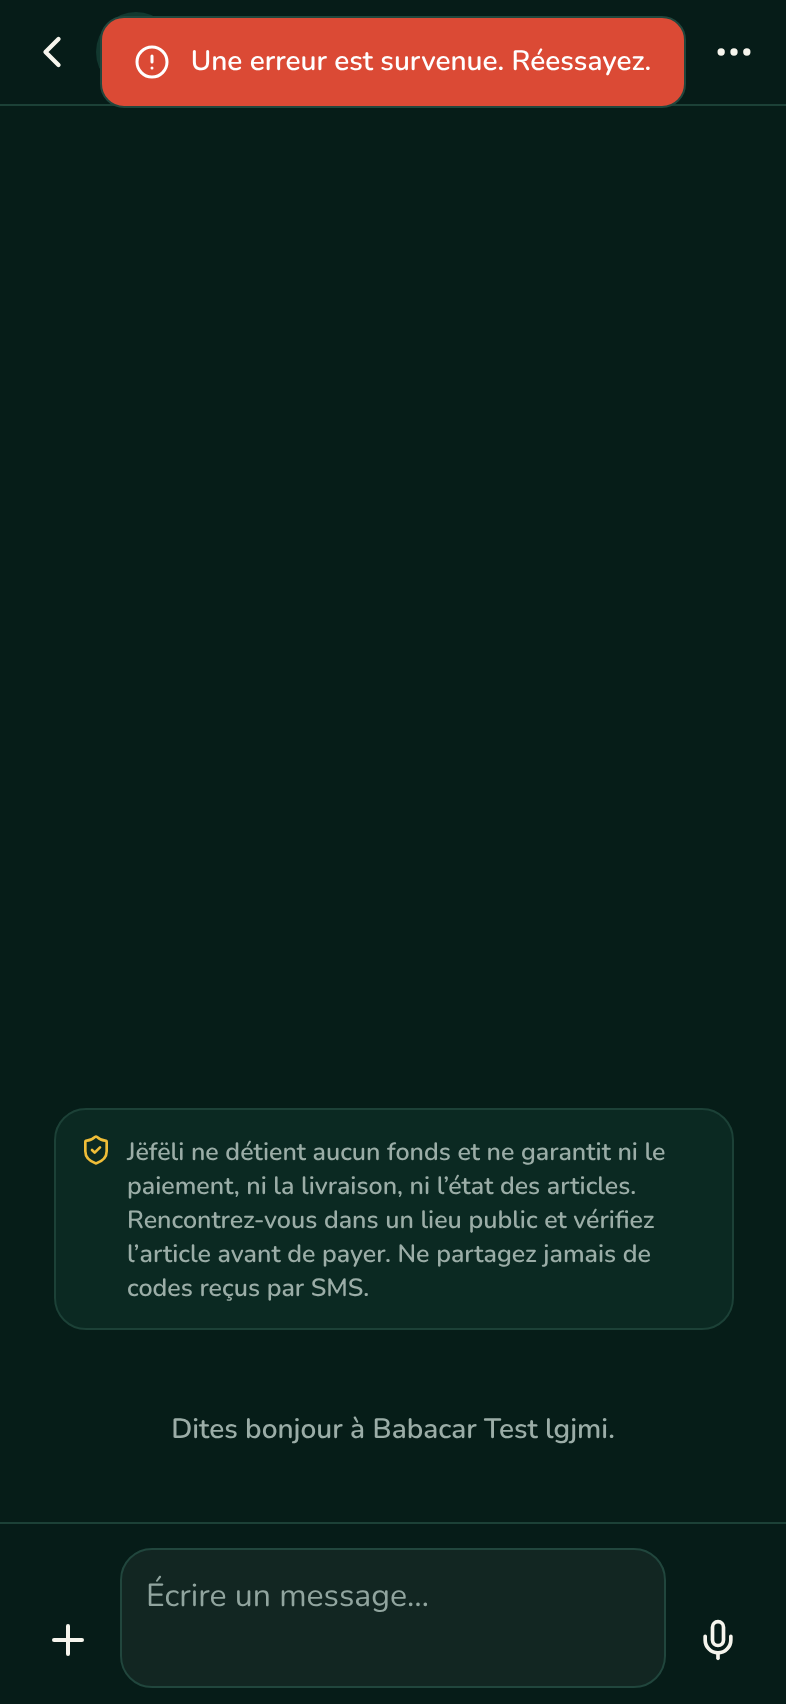 Une erreur est survenue. Réessayez.
Jëfëli ne détient aucun fonds et ne garantit ni le
paiement, ni la livraison, ni l’état des articles.
Rencontrez-vous dans un lieu public et vérifiez
l’article avant de payer. Ne partagez jamais de
codes reçus par SMS.
Dites bonjour à Babacar Test lgjmi.
Écrire un message...